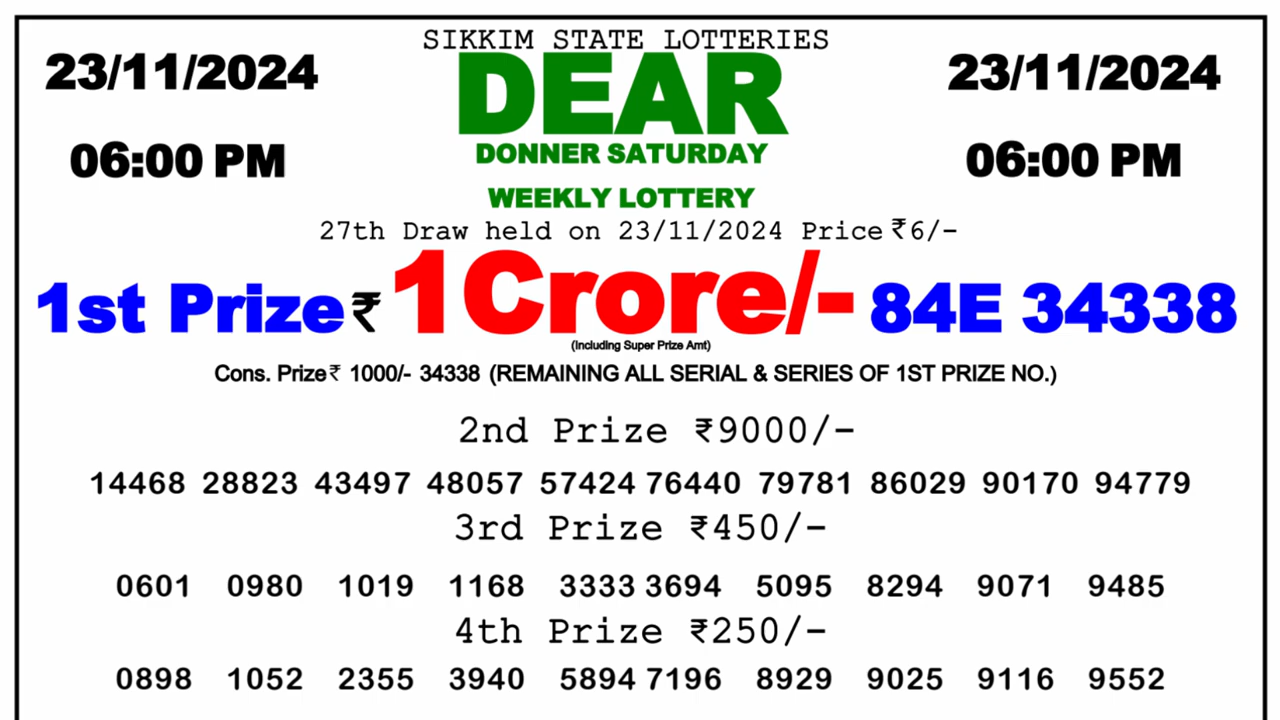 SIKKIM STATE LOTTERIES
23/11/2024 DEAR 23/11/2024
06:00 PM DONNER SATURDAY 06:00 PM
WEEKLY LOTTERY
27th Draw held on 23/11/2024 Price ₹6/-
1st Prize ₹ 1Crore/- 84E 34338
(Including Super Prize Amt)
Cons. Prize ₹ 1000/- 34338 (REMAINING ALL SERIAL & SERIES OF 1ST PRIZE NO.)
2nd Prize ₹9000/-
14468 28823 43497 48057 57424 76440 79781 86029 90170 94779
3rd Prize ₹450/-
0601 0980 1019 1168 3333 3694 5095 8294 9071 9485
4th Prize ₹250/-
0898 1052 2355 3940 5894 7196 8929 9025 9116 9552